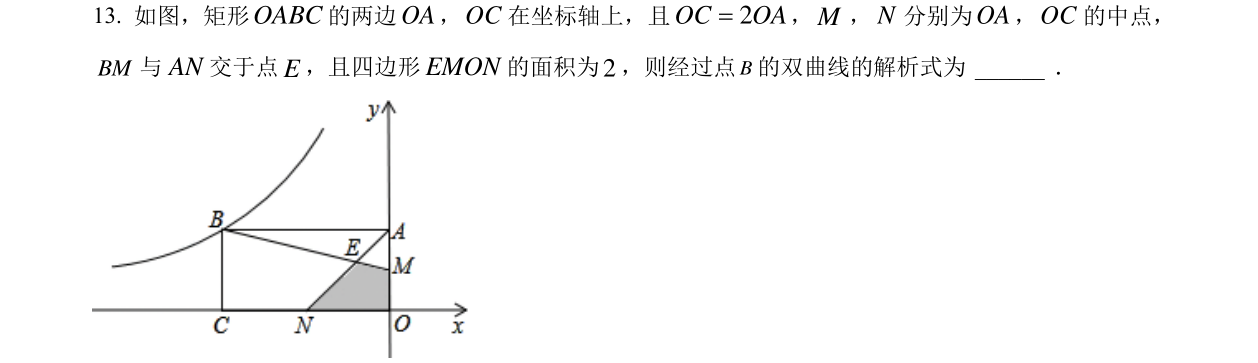 13. 如图，矩形OABC的两边OA，OC在坐标轴上，且OC=2OA，M，N分别为OA，OC的中点，
BM与AN交于点E，且四边形EMON的面积为2，则经过点B的双曲线的解析式为 ______ ．
y
B
A
E
M
C
N
O
x